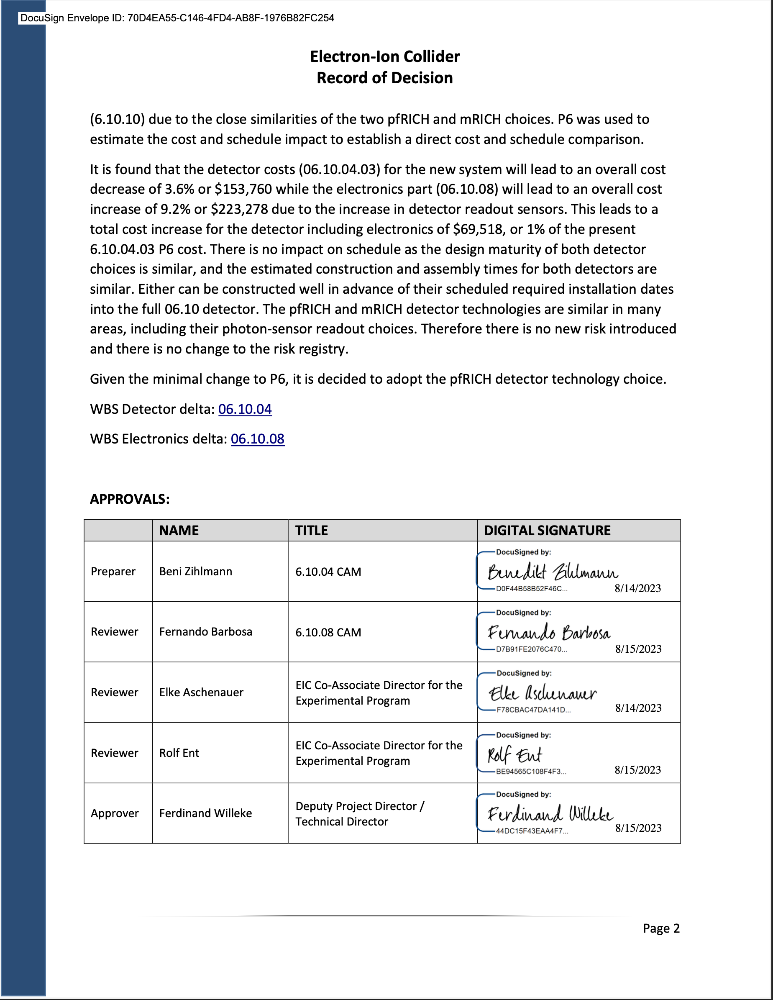 DocuSign Envelope ID: 70D4EA55-C146-4FD4-AB8F-1976B82FC254
Electron-Ion Collider
Record of Decision
(6.10.10) due to the close similarities of the two pfRICH and mRICH choices. P6 was used to
estimate the cost and schedule impact to establish a direct cost and schedule comparison.
It is found that the detector costs (06.10.04.03) for the new system will lead to an overall cost
decrease of 3.6% or $153,760 while the electronics part (06.10.08) will lead to an overall cost
increase of 9.2% or $223,278 due to the increase in detector readout sensors. This leads to a
total cost increase for the detector including electronics of $69,518, or 1% of the present
6.10.04.03 P6 cost. There is no impact on schedule as the design maturity of both detector
choices is similar, and the estimated construction and assembly times for both detectors are
similar. Either can be constructed well in advance of their scheduled required installation dates
into the full 06.10 detector. The pfRICH and mRICH detector technologies are similar in many
areas, including their photon-sensor readout choices. Therefore there is no new risk introduced
and there is no change to the risk registry.
Given the minimal change to P6, it is decided to adopt the pfRICH detector technology choice.
WBS Detector delta: 06.10.04
WBS Electronics delta: 06.10.08
APPROVALS:
NAME TITLE DIGITAL SIGNATURE
Preparer Beni Zihlmann 6.10.04 CAM
DocuSigned by:
Benedikt Zihlmann
D0F44B58B52F46C... 8/14/2023
Reviewer Fernando Barbosa 6.10.08 CAM
DocuSigned by:
Fernando Barbosa
D7B91FE2076C470... 8/15/2023
Reviewer Elke Aschenauer
EIC Co-Associate Director for the
Experimental Program
DocuSigned by:
Elke Aschenauer
F78CBAC47DA141D... 8/14/2023
Reviewer Rolf Ent
EIC Co-Associate Director for the
Experimental Program
DocuSigned by:
Rolf Ent
BE94565C108F4F3... 8/15/2023
Approver Ferdinand Willeke
Deputy Project Director /
Technical Director
DocuSigned by:
Ferdinand Willeke
44DC15F43EAA4F7... 8/15/2023
Page 2